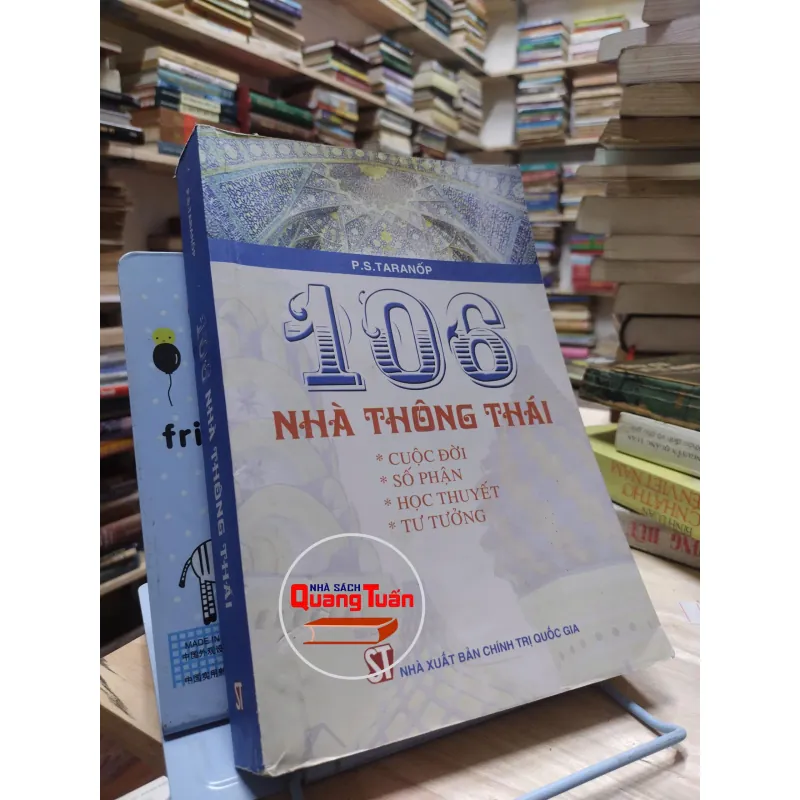 P.S.TARANỐP
106
NHÀ THÔNG THÁI
* CUỘC ĐỜI
* SỐ PHẬN
* HỌC THUYẾT
* TƯ TƯỞNG
NHÀ SÁCH
Quang Tuấn
ST NHÀ XUẤT BẢN CHÍNH TRỊ QUỐC GIA
106 NHÀ THÔNG THÁI
ST
fri
MADE IN